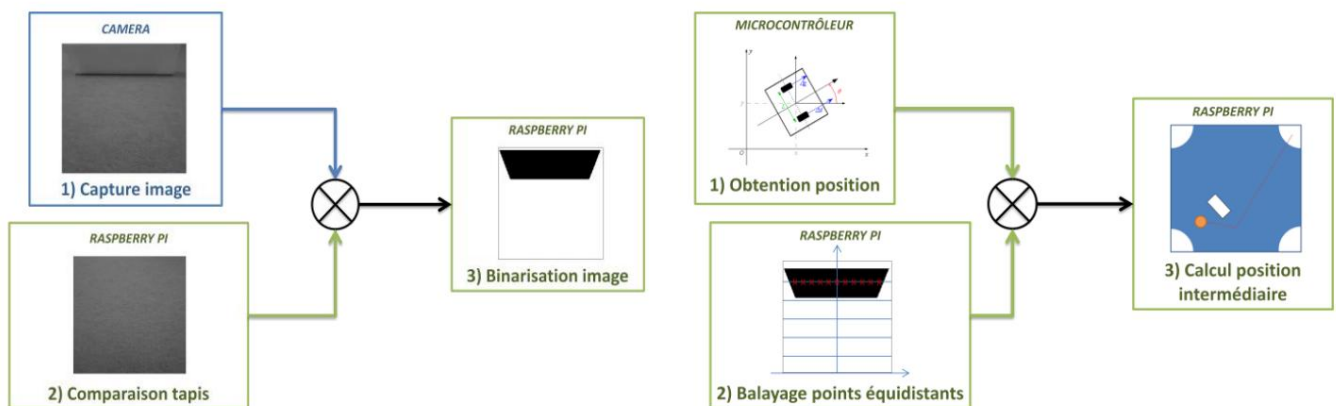 CAMERA
1) Capture image
RASPBERRY PI
2) Comparaison tapis
RASPBERRY PI
3) Binarisation image
MICROCONTRÔLEUR
y
x
O
1) Obtention position
RASPBERRY PI
2) Balayage points équidistants
RASPBERRY PI
3) Calcul position
intermédiaire